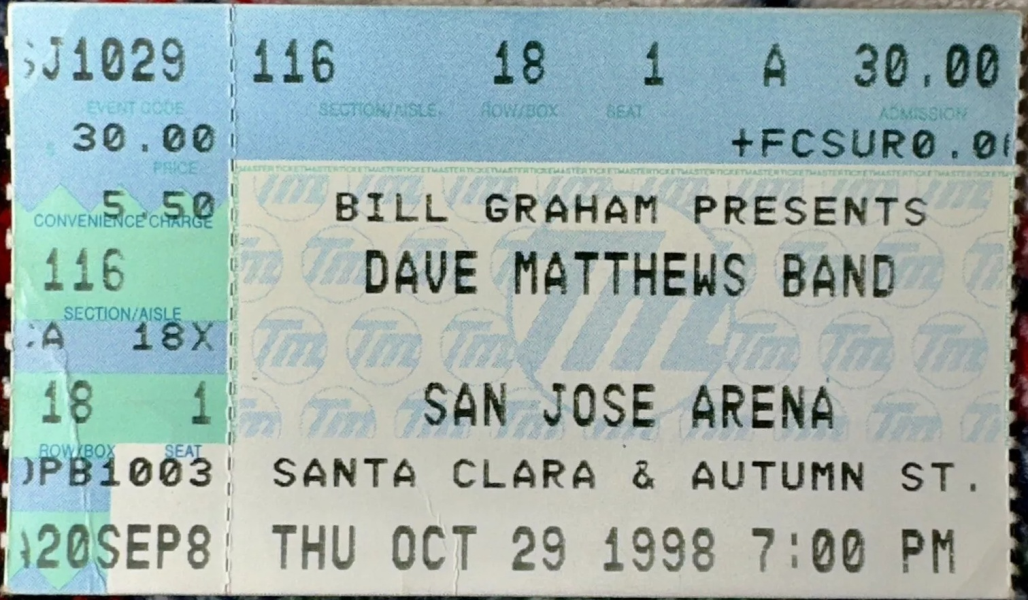 SJ1029
EVENT CODE
$ 30.00
PRICE
5.50
CONVENIENCE CHARGE
116
SECTION/AISLE
CA 18X
18 1
ROW/BOX SEAT
OPB1003
A20SEP8
116 18 1 A 30.00
SECTION/AISLE ROW/BOX SEAT ADMISSION
+FCSUR0.0
BILL GRAHAM PRESENTS
DAVE MATTHEWS BAND
SAN JOSE ARENA
SANTA CLARA & AUTUMN ST.
THU OCT 29 1998 7:00 PM